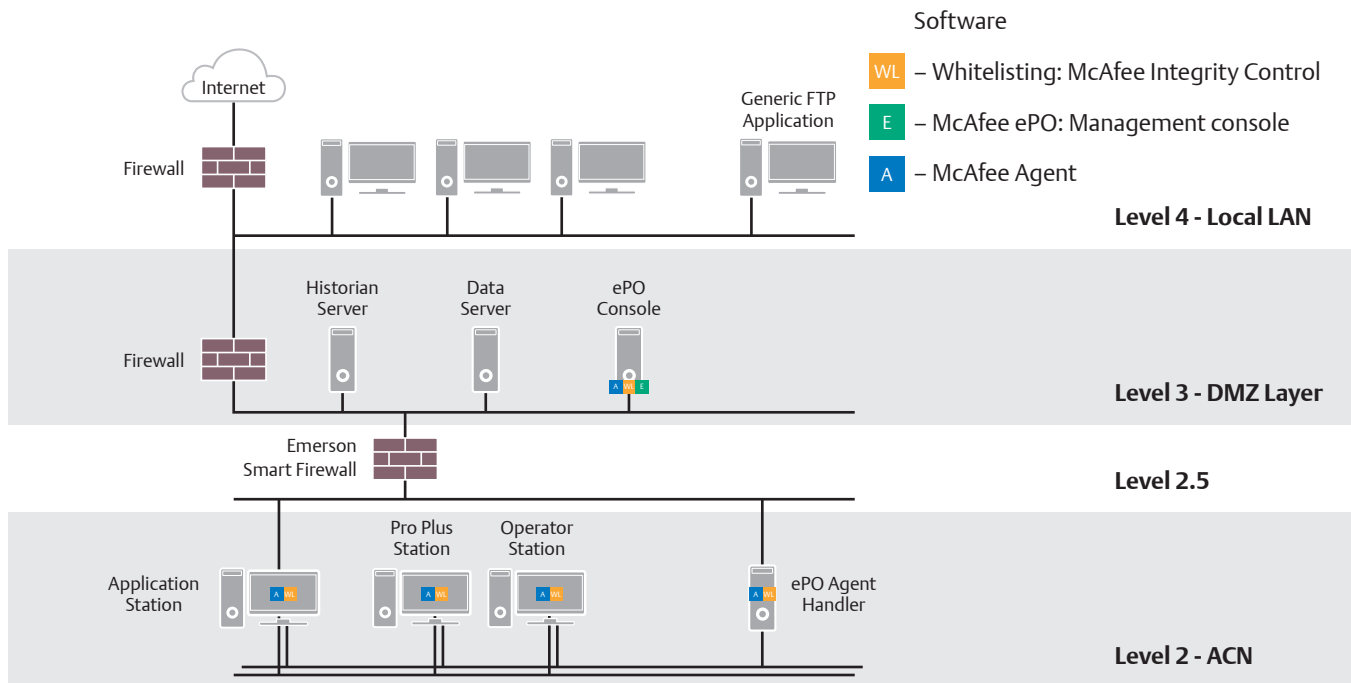 Software
WL – Whitelisting: McAfee Integrity Control
E – McAfee ePO: Management console
A – McAfee Agent
Internet
Firewall
Generic FTP
Application
Level 4 - Local LAN
Historian
Server
Data
Server
ePO
Console
Firewall
A WL E
Level 3 - DMZ Layer
Emerson
Smart Firewall
Level 2.5
Pro Plus
Station
Operator
Station
Application
Station
A WL
A WL
A WL
A WL
ePO Agent
Handler
Level 2 - ACN